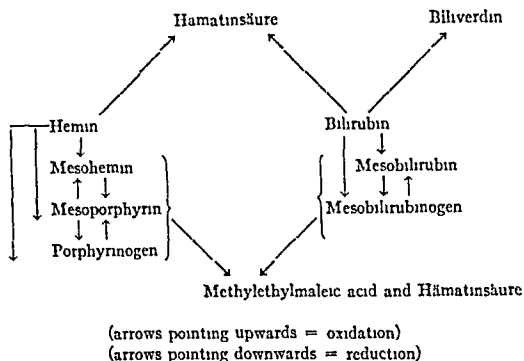 Hamatinsäure Biliverdin
Hemin Bilirubin
Mesohemin Mesobilirubin
Mesoporphyrin Mesobilirubinogen
Porphyrinogen
Methylethylmaleic acid and Hämatinsäure
(arrows pointing upwards = oxidation)
(arrows pointing downwards = reduction)